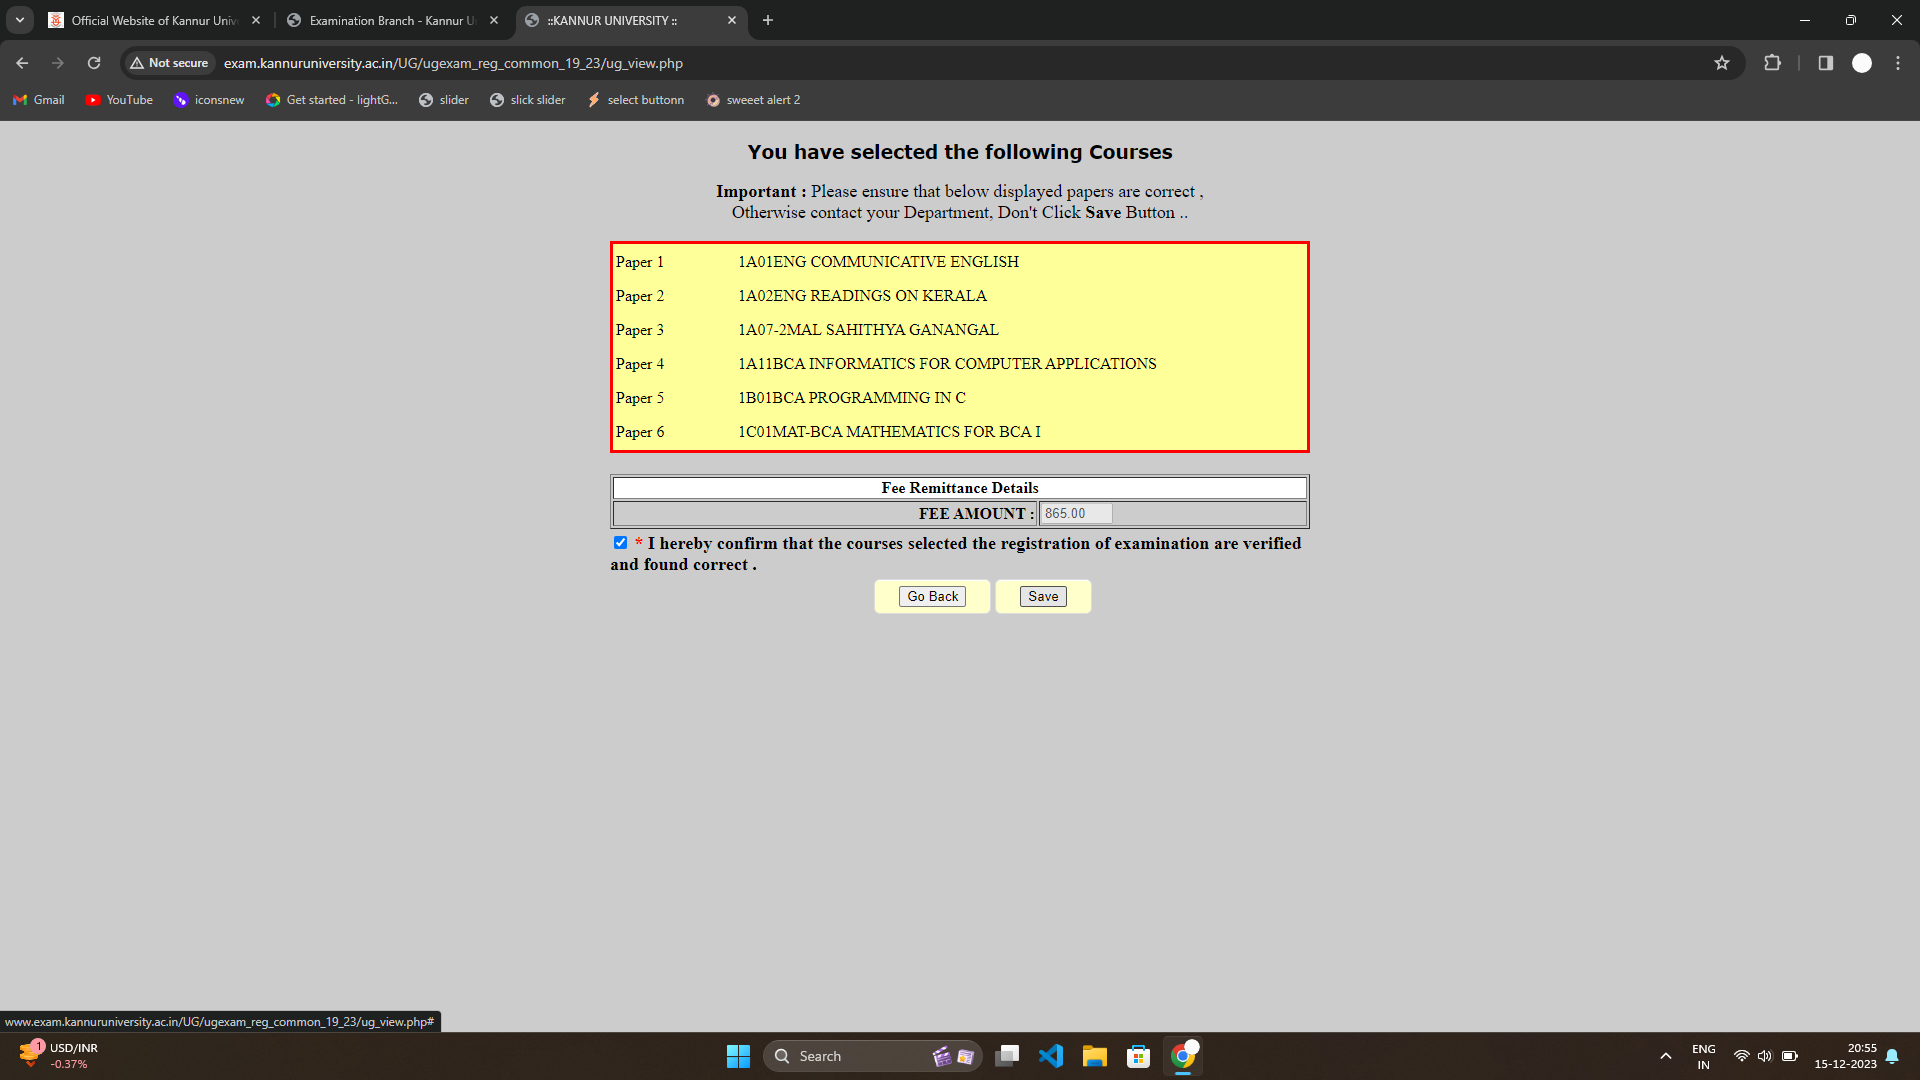 Official Website of Kannur Univ
Examination Branch - Kannur U
::KANNUR UNIVERSITY ::
Not secure
exam.kannuruniversity.ac.in/UG/ugexam_reg_common_19_23/ug_view.php
Gmail
YouTube
iconsnew
Get started - lightG...
slider
slick slider
select buttonn
sweeet alert 2
You have selected the following Courses
Important : Please ensure that below displayed papers are correct ,
Otherwise contact your Department, Don't Click Save Button ..
Paper 1 1A01ENG COMMUNICATIVE ENGLISH
Paper 2 1A02ENG READINGS ON KERALA
Paper 3 1A07-2MAL SAHITHYA GANANGAL
Paper 4 1A11BCA INFORMATICS FOR COMPUTER APPLICATIONS
Paper 5 1B01BCA PROGRAMMING IN C
Paper 6 1C01MAT-BCA MATHEMATICS FOR BCA I
Fee Remittance Details
FEE AMOUNT : 865.00
* I hereby confirm that the courses selected the registration of examination are verified
and found correct .
Go Back
Save
www.exam.kannuruniversity.ac.in/UG/ugexam_reg_common_19_23/ug_view.php#
1
USD/INR
-0.37%
Search
ENG
IN
20:55
15-12-2023